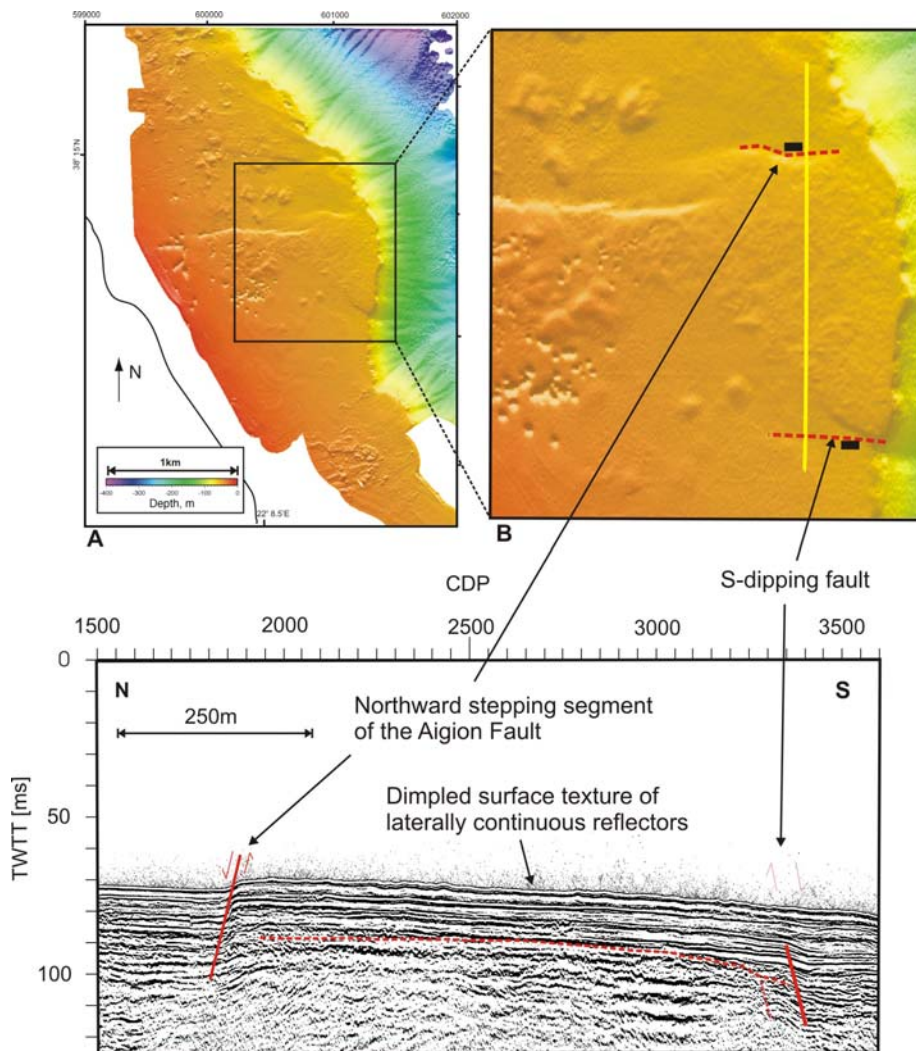 599000
600000
601000
602000
38° 15'N
N
1km
-400 -300 -200 -100 0
Depth, m
22° 8.5'E
A
B
S-dipping fault
CDP
1500 2000 2500 3000 3500
0
N
S
250m
Northward stepping segment
of the Aigion Fault
Dimpled surface texture of
laterally continuous reflectors
50
TWTT [ms]
100